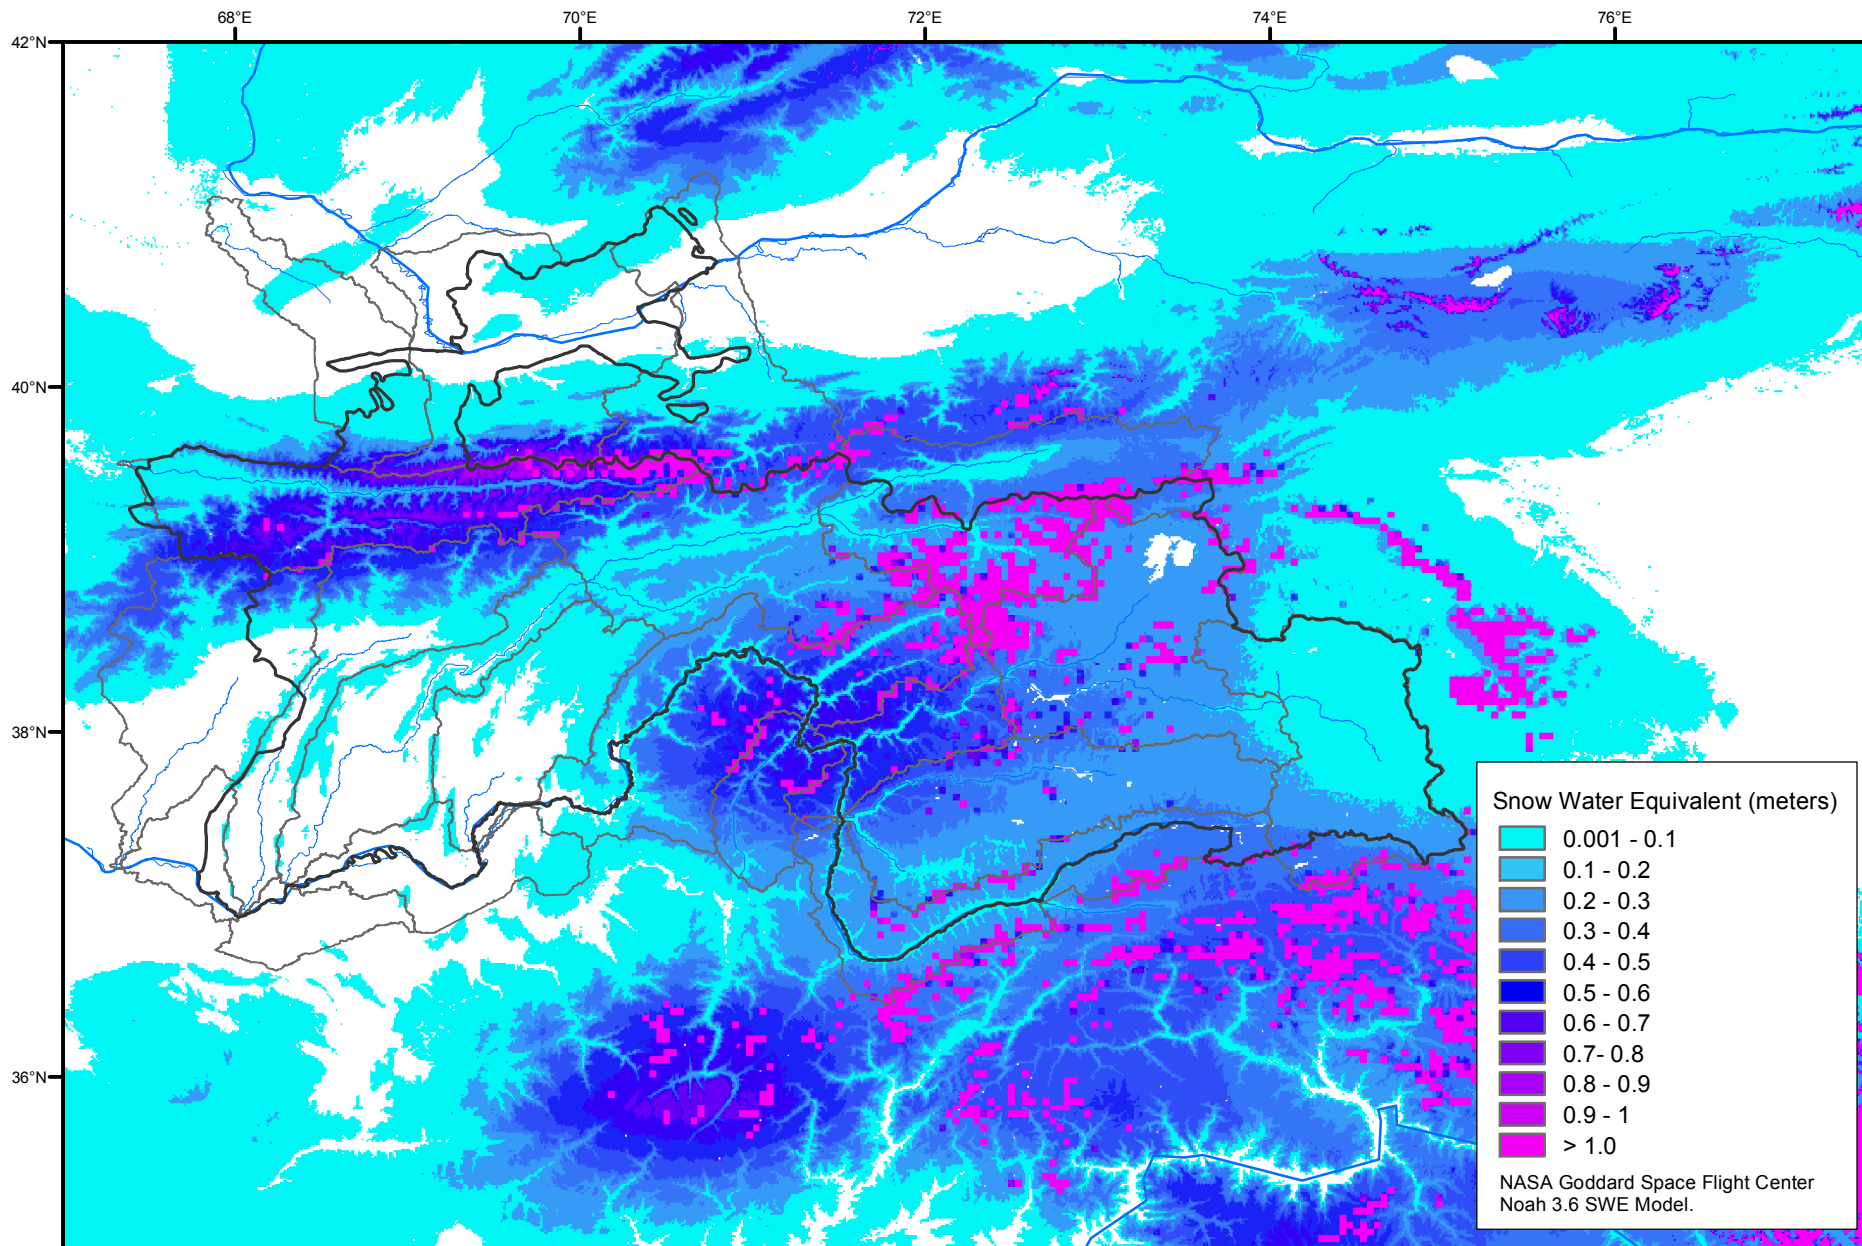 68°E 70°E 72°E 74°E 76°E
42°N
40°N
38°N
36°N
Snow Water Equivalent (meters)
0.001 - 0.1
0.1 - 0.2
0.2 - 0.3
0.3 - 0.4
0.4 - 0.5
0.5 - 0.6
0.6 - 0.7
0.7- 0.8
0.8 - 0.9
0.9 - 1
> 1.0
NASA Goddard Space Flight Center
Noah 3.6 SWE Model.